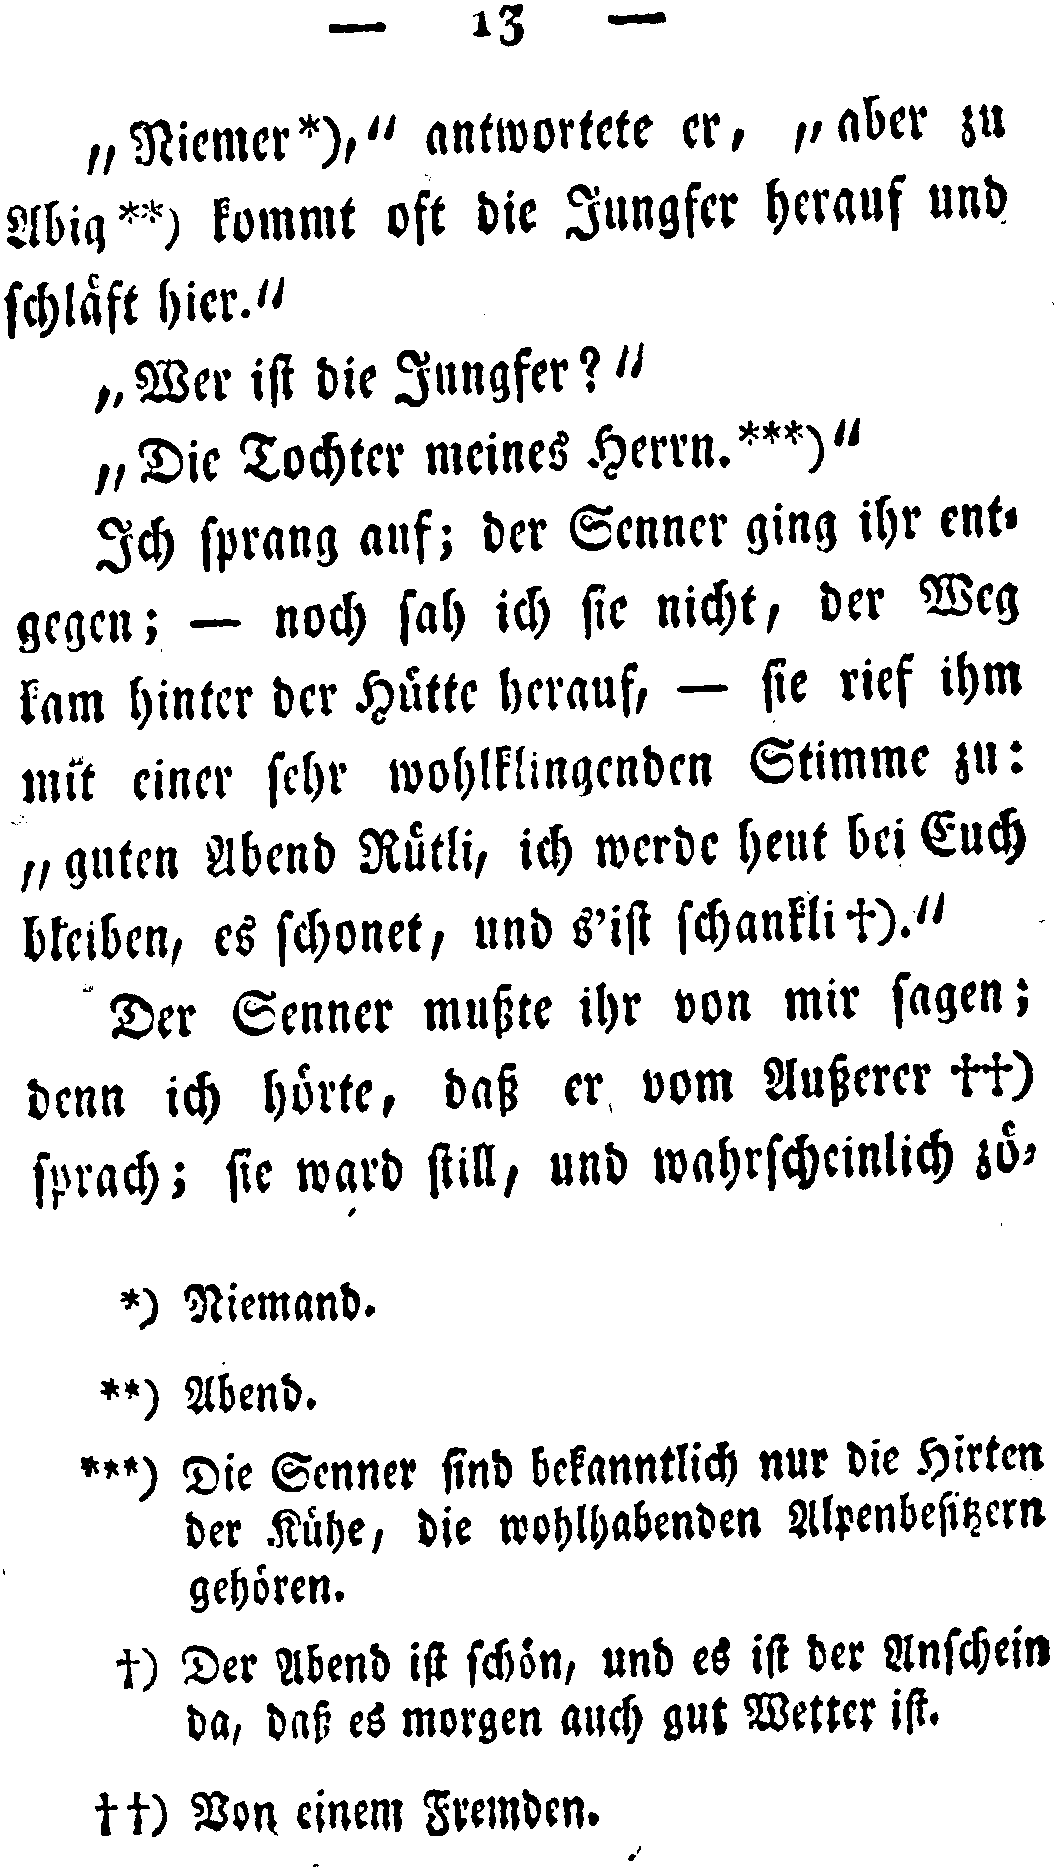 — 13 —
„Niemer*),“ antwortete er, „aber zu
Abig**) kommt oft die Jungfer herauf und
schläft hier.“
„Wer ist die Jungfer?“
„Die Tochter meines Herrn.***)“
Ich sprang auf; der Senner ging ihr ent-
gegen; — noch sah ich sie nicht, der Weg
kam hinter der Hütte herauf, — sie rief ihm
mit einer sehr wohlklingenden Stimme zu:
„guten Abend Rütli, ich werde heut bei Euch
bleiben, es schonet, und s'ist schankli†).“
Der Senner mußte ihr von mir sagen;
denn ich hörte, daß er vom Außerer ††)
sprach; sie ward still, und wahrscheinlich zö-
*) Niemand.
**) Abend.
***) Die Senner sind bekanntlich nur die Hirten
der Kühe, die wohlhabenden Alpenbesitzern
gehören.
†) Der Abend ist schön, und es ist der Anschein
da, daß es morgen auch gut Wetter ist.
††) Von einem Fremden.